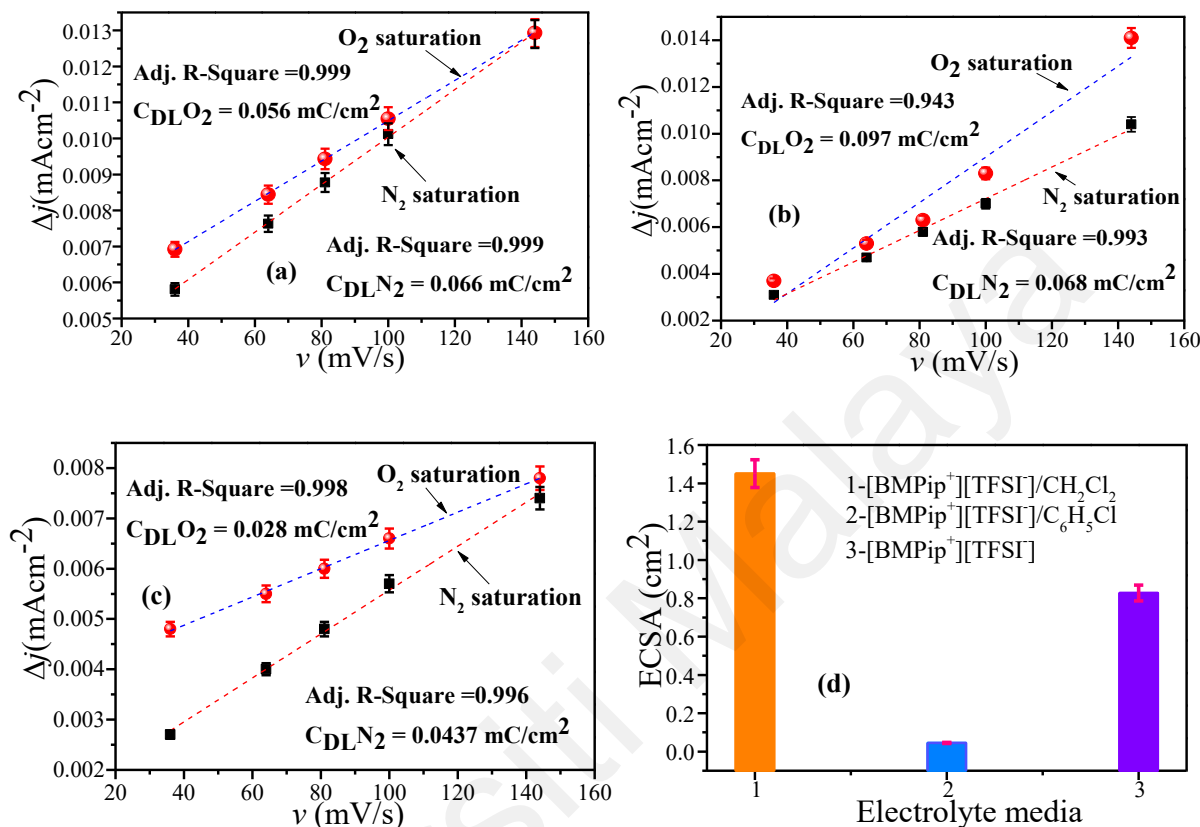 0.013
0.012
0.011
0.010
0.009
0.008
0.007
0.006
0.005
Δj(mAcm⁻²)
O₂ saturation
Adj. R-Square =0.999
C_DLO₂ = 0.056 mC/cm²
N₂ saturation
Adj. R-Square =0.999
(a)
C_DLN₂ = 0.066 mC/cm²
20 40 60 80 100 120 140 160
v (mV/s)
0.014
0.012
0.010
0.008
0.006
0.004
0.002
Δj(mAcm⁻²)
O₂ saturation
Adj. R-Square =0.943
C_DLO₂ = 0.097 mC/cm²
N₂ saturation
(b)
Adj. R-Square =0.993
C_DLN₂ = 0.068 mC/cm²
20 40 60 80 100 120 140 160
v (mV/s)
0.008
0.007
0.006
0.005
0.004
0.003
0.002
Δj(mAcm⁻²)
O₂ saturation
Adj. R-Square =0.998
C_DLO₂ = 0.028 mC/cm²
N₂ saturation
(c)
Adj. R-Square =0.996
C_DLN₂ = 0.0437 mC/cm²
20 40 60 80 100 120 140 160
v (mV/s)
1.6
1.4
1.2
1.0
0.8
0.6
0.4
0.2
0.0
ECSA (cm²)
1-[BMPip⁺][TFSI⁻]/CH₂Cl₂
2-[BMPip⁺][TFSI⁻]/C₆H₅Cl
3-[BMPip⁺][TFSI⁻]
(d)
1 2 3
Electrolyte media
siti Malaya